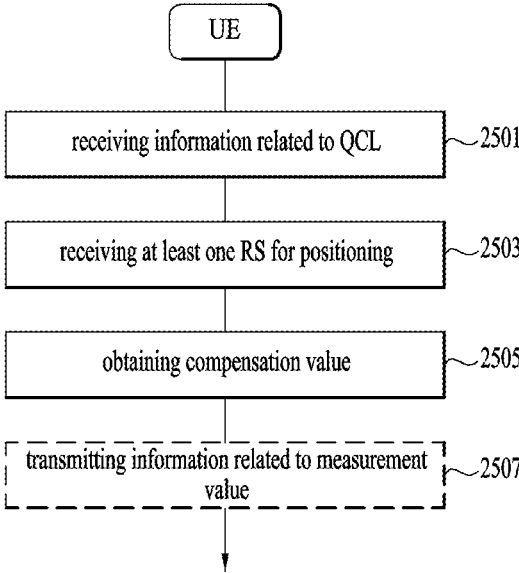 UE
receiving information related to QCL
2501
receiving at least one RS for positioning
2503
obtaining compensation value
2505
transmitting information related to measurement
value
2507